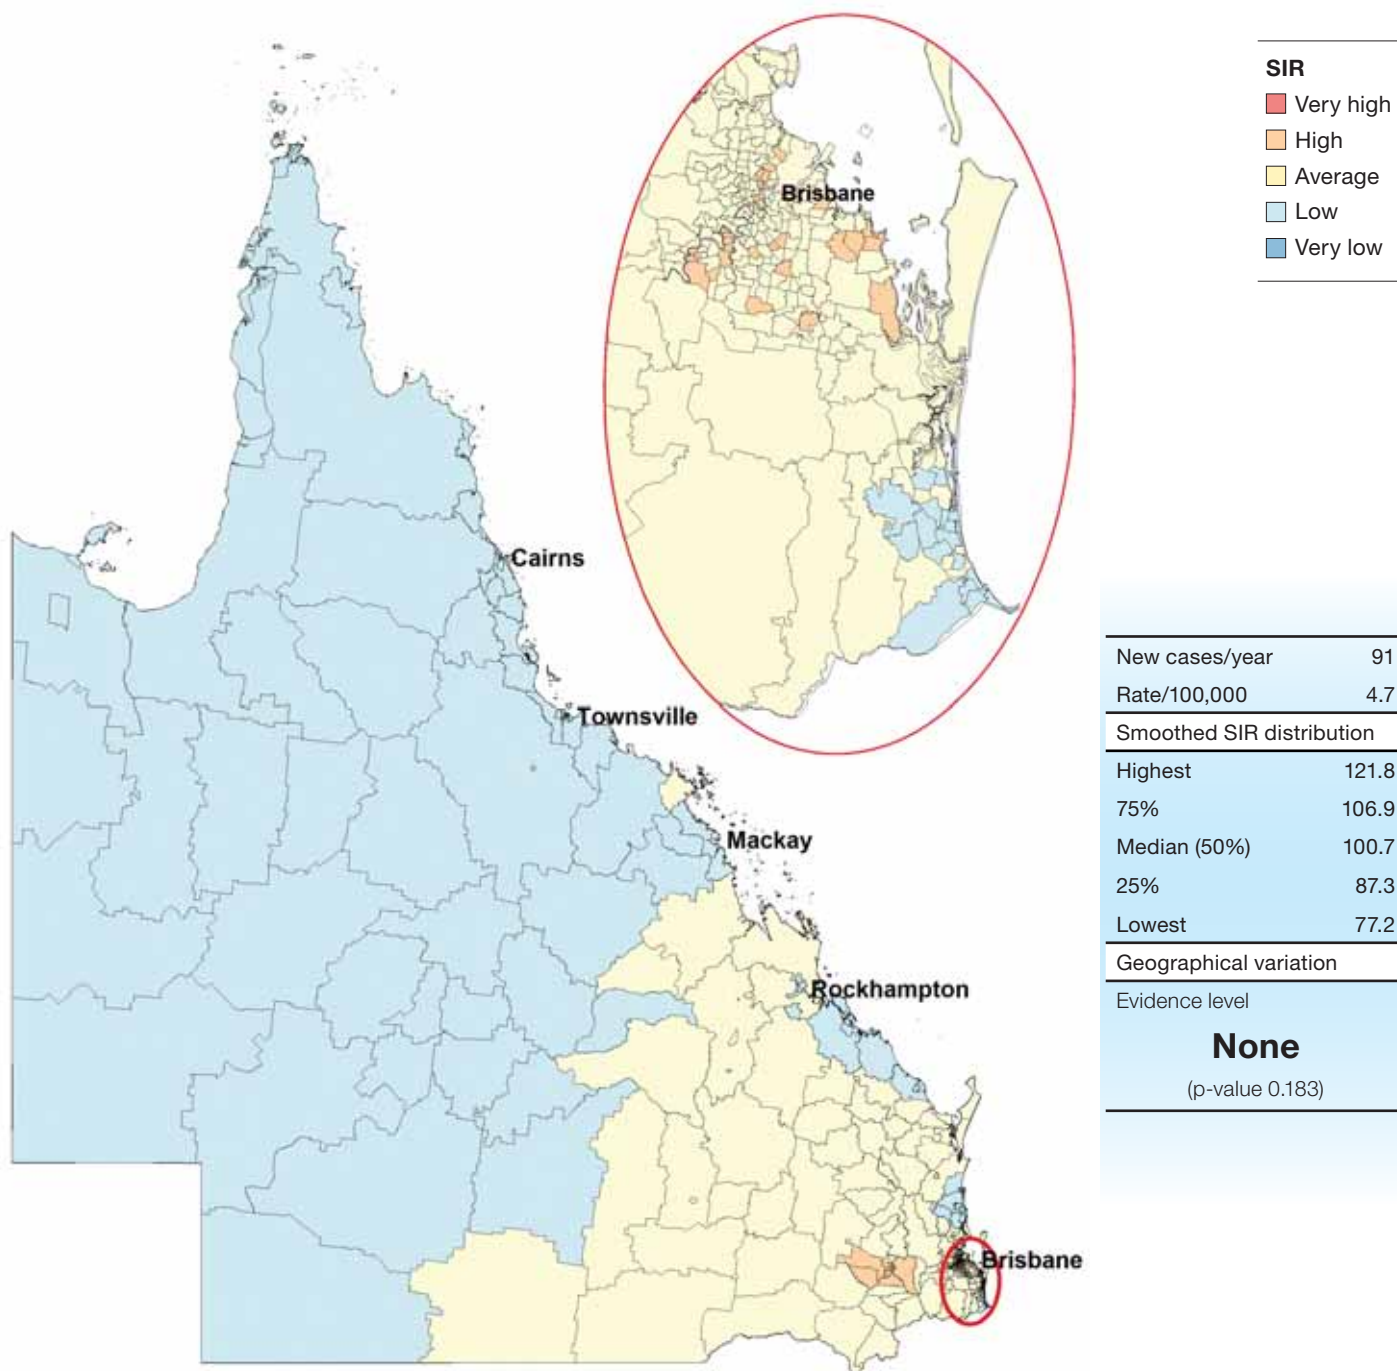 SIR
Very high
High
Average
Low
Very low
Brisbane
Cairns
Townsville
Mackay
Rockhampton
Brisbane
New cases/year 91
Rate/100,000 4.7
Smoothed SIR distribution
Highest 121.8
75% 106.9
Median (50%) 100.7
25% 87.3
Lowest 77.2
Geographical variation
Evidence level
None
(p-value 0.183)